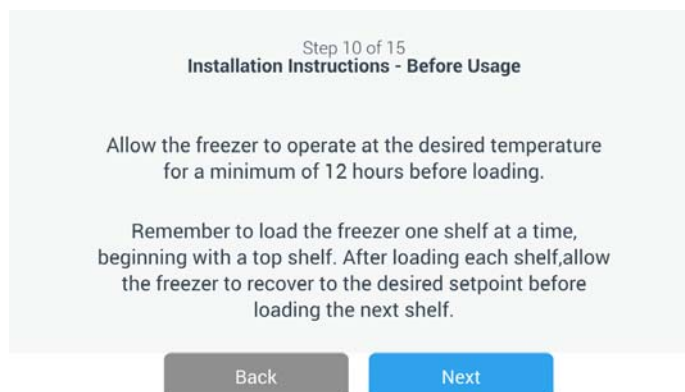 Step 10 of 15
Installation Instructions - Before Usage
Allow the freezer to operate at the desired temperature
for a minimum of 12 hours before loading.
Remember to load the freezer one shelf at a time,
beginning with a top shelf. After loading each shelf,allow
the freezer to recover to the desired setpoint before
loading the next shelf.
Back
Next